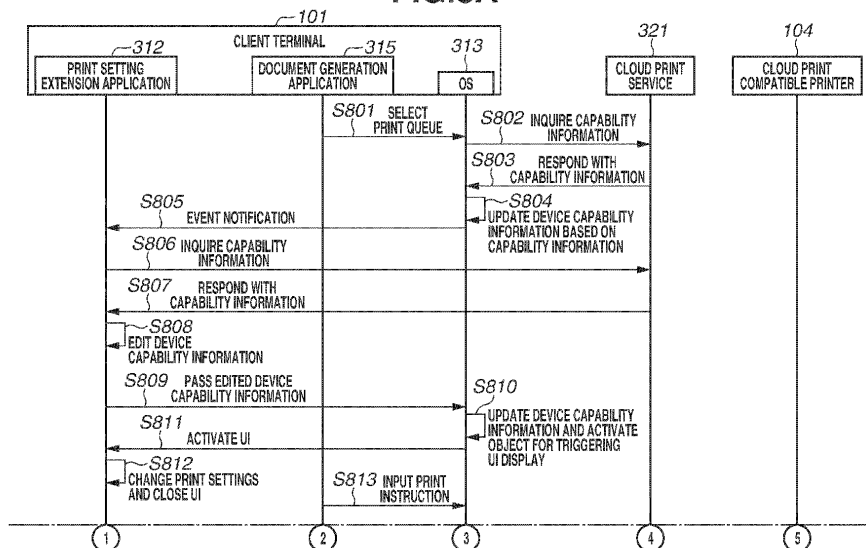 101
CLIENT TERMINAL
312
315
313
321
104
PRINT SETTING
EXTENSION APPLICATION
DOCUMENT GENERATION
APPLICATION
OS
CLOUD PRINT
SERVICE
CLOUD PRINT
COMPATIBLE PRINTER
S801 SELECT
PRINT QUEUE
S802 INQUIRE CAPABILITY
INFORMATION
S803 RESPOND WITH
CAPABILITY INFORMATION
S804
UPDATE DEVICE CAPABILITY
INFORMATION BASED ON
CAPABILITY INFORMATION
S805
EVENT NOTIFICATION
S806 INQUIRE CAPABILITY
INFORMATION
S807 RESPOND WITH
CAPABILITY INFORMATION
S808
EDIT DEVICE
CAPABILITY INFORMATION
S809 PASS EDITED DEVICE
CAPABILITY INFORMATION
S810
UPDATE DEVICE CAPABILITY
INFORMATION AND ACTIVATE
OBJECT FOR TRIGGERING
UI DISPLAY
S811
ACTIVATE UI
S812
CHANGE PRINT SETTINGS
AND CLOSE UI
S813 INPUT PRINT
INSTRUCTION
1
2
3
4
5